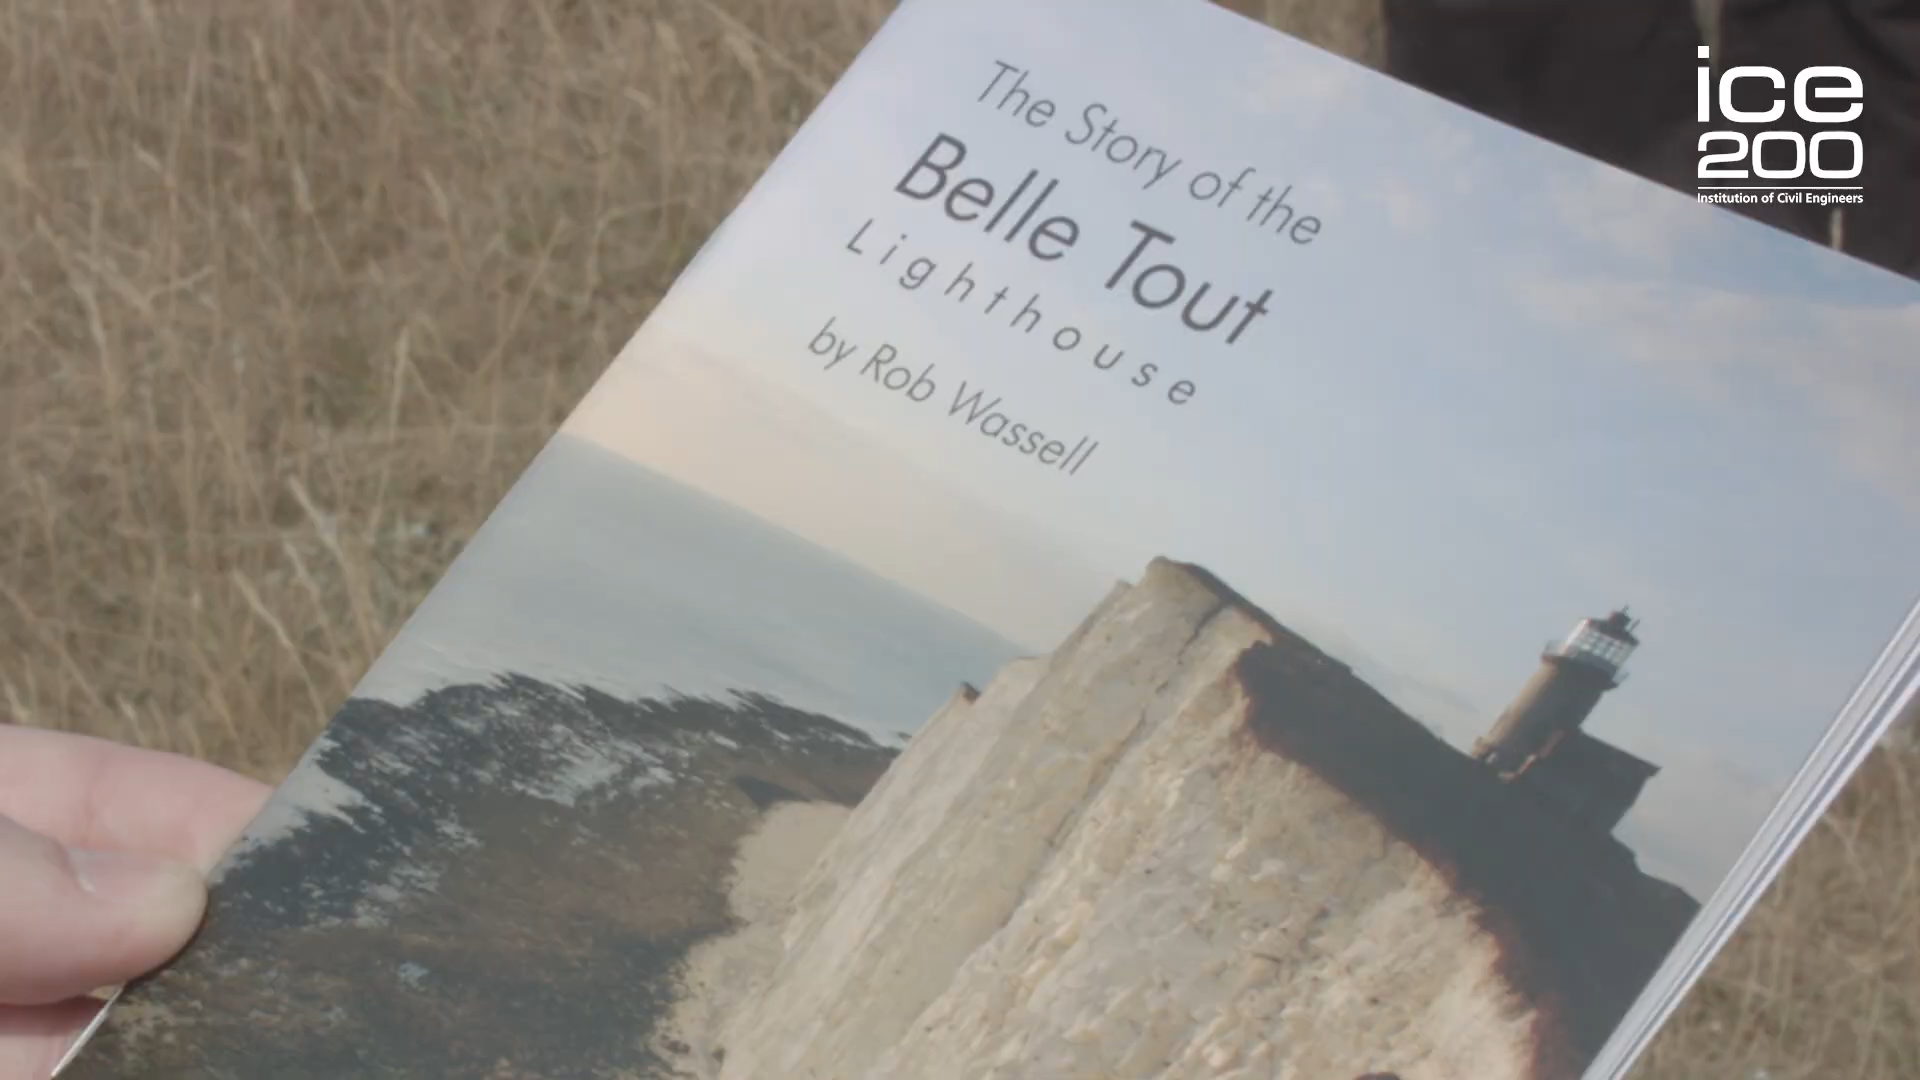 The Story of the
Belle Tout
Lighthouse
by Rob Wassell
ice
200
Institution of Civil Engineers